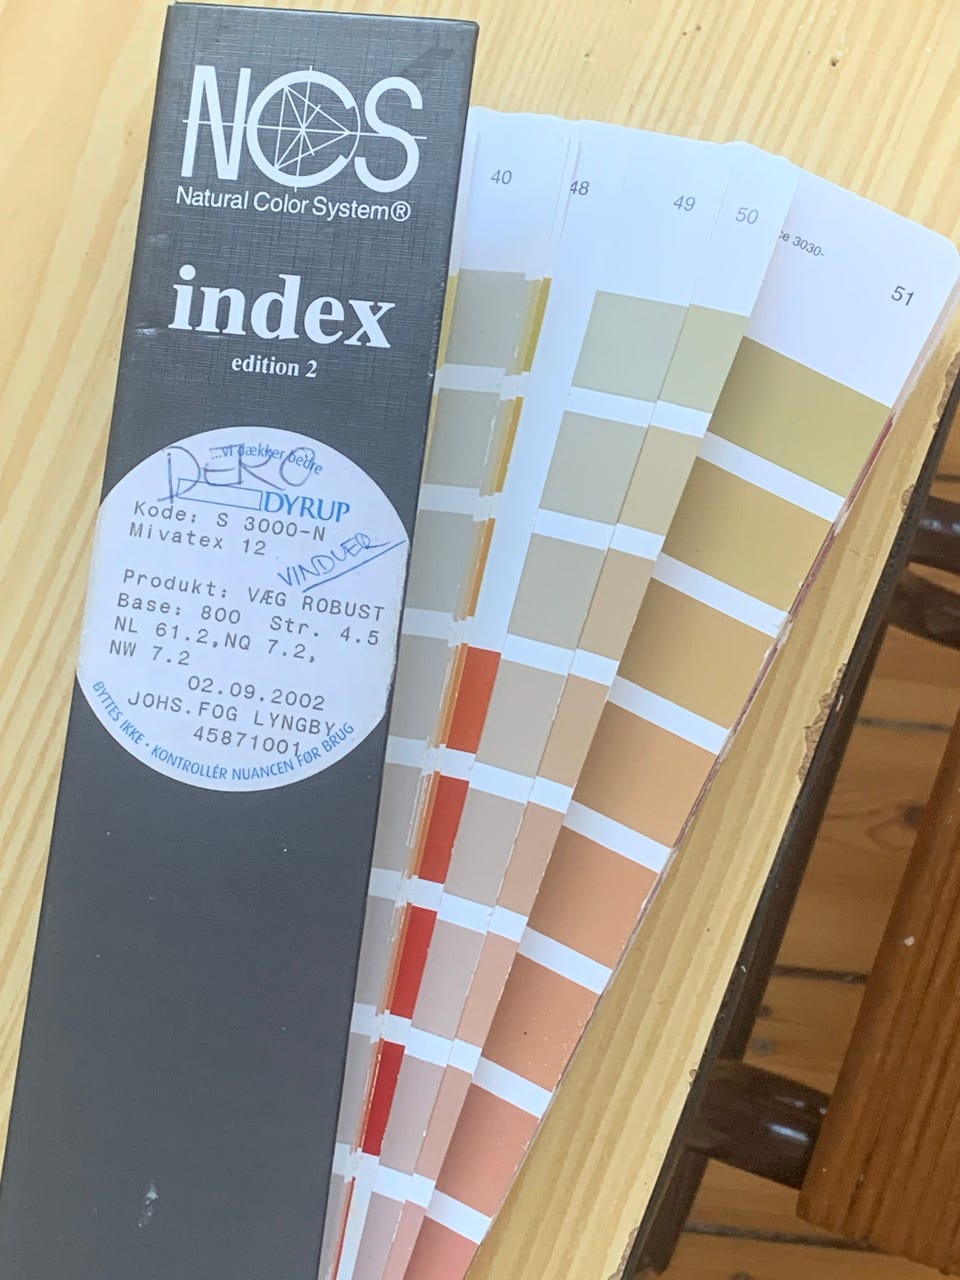 NCS
Natural Color System®
index
edition 2
...vi dækker bedre
DEKO
DYRUP
Kode: S 3000-N
Mivatex 12
VINDUER
Produkt: VÆG ROBUST
Base: 800 Str. 4.5
NL 61.2,NQ 7.2,
NW 7.2
02.09.2002
JOHS.FOG LYNGBY
45871001
BYTTES IKKE · KONTROLLÉR NUANCEN FØR BRUG
40
48
49
50
3030-
51